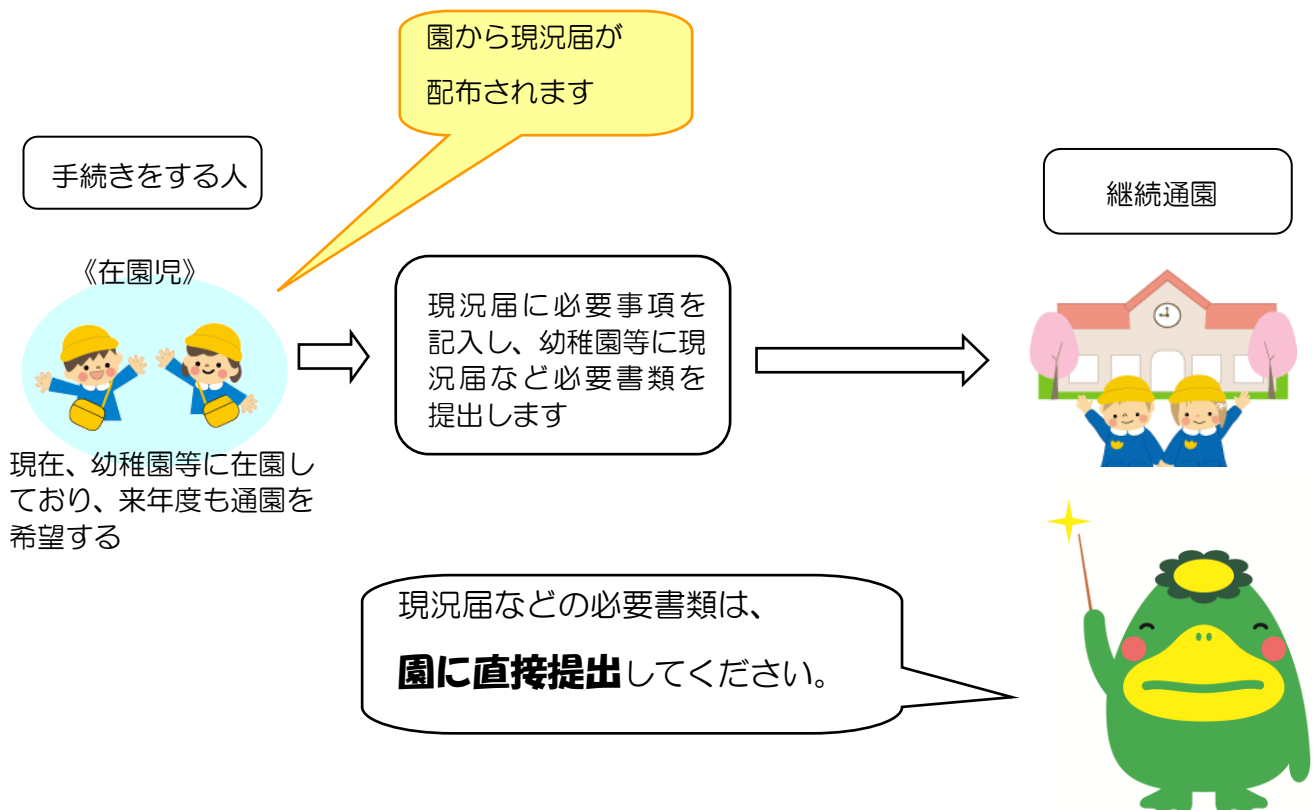 園から現況届が
配布されます
手続きをする人
継続通園
《在園児》
現況届に必要事項を
記入し、幼稚園等に現
況届など必要書類を
提出します
現在、幼稚園等に在園し
ており、来年度も通園を
希望する
現況届などの必要書類は、
園に直接提出してください。